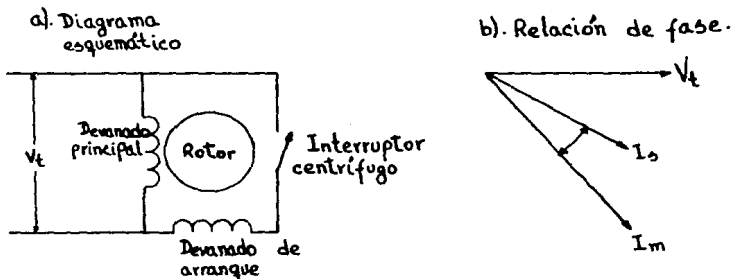 a). Diagrama
esquemático
b). Relación de fase.
Vt
Devanado
principal
Rotor
Interruptor
centrífugo
Vt
Is
Im
Devanado de
arranque